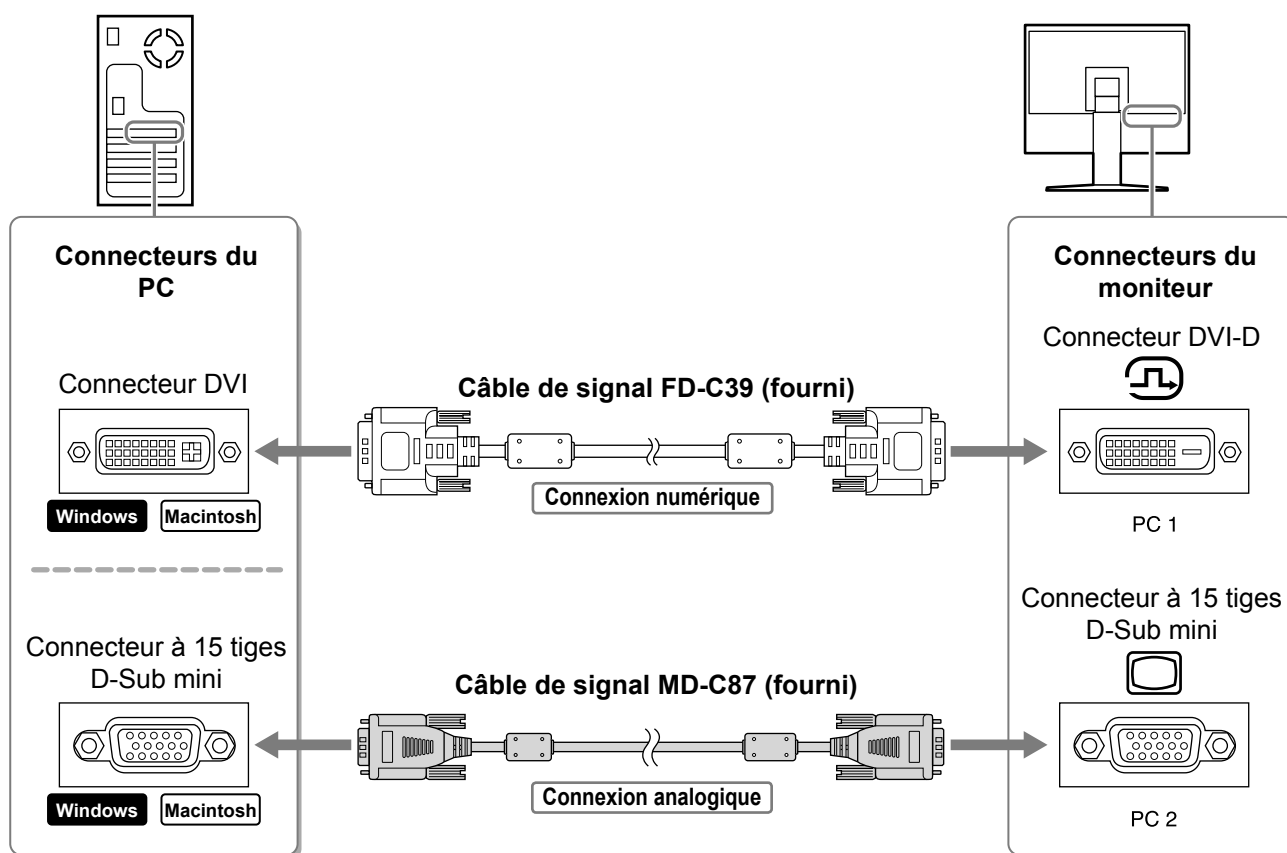 Connecteurs du
PC
Connecteur DVI
Windows
Macintosh
Connecteur à 15 tiges
D-Sub mini
Windows
Macintosh
Câble de signal FD-C39 (fourni)
Connexion numérique
Câble de signal MD-C87 (fourni)
Connexion analogique
Connecteurs du
moniteur
Connecteur DVI-D
PC 1
Connecteur à 15 tiges
D-Sub mini
PC 2